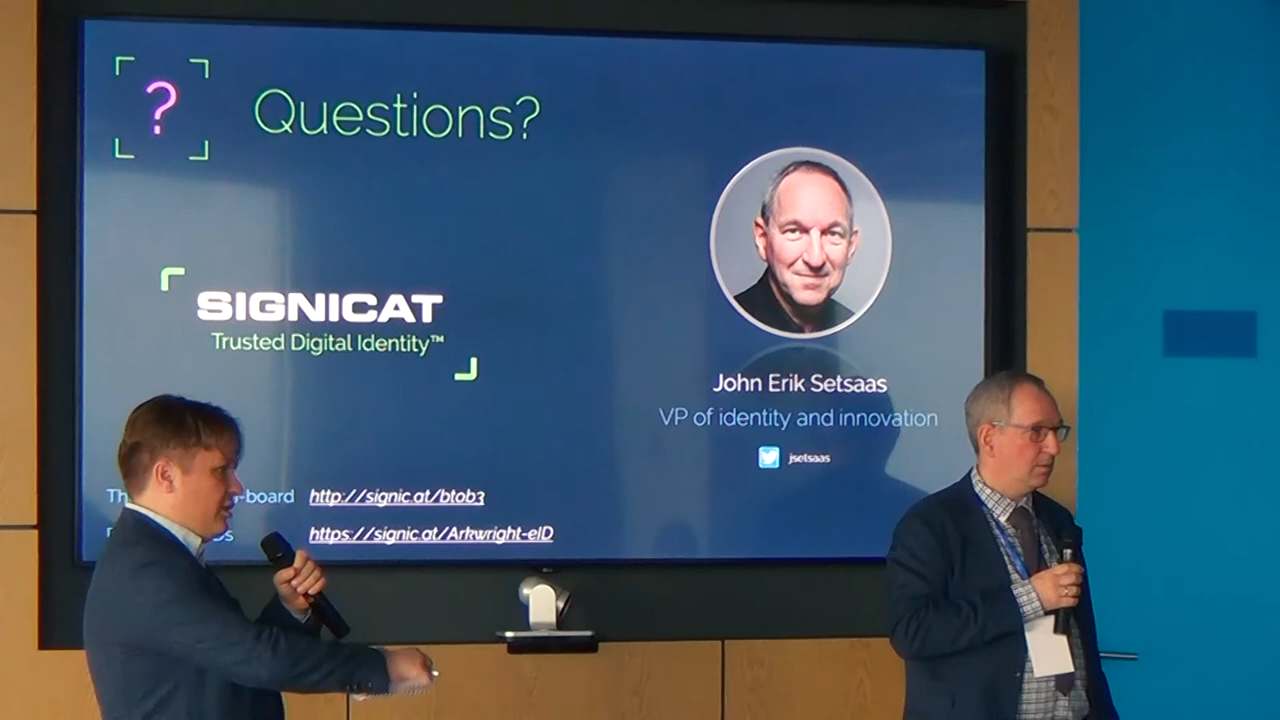 ?
Questions?
SIGNICAT
Trusted Digital Identity™
John Erik Setsaas
VP of identity and innovation
jsetsaas
-board http://signic.at/btob3
https://signic.at/Arkwright-eID